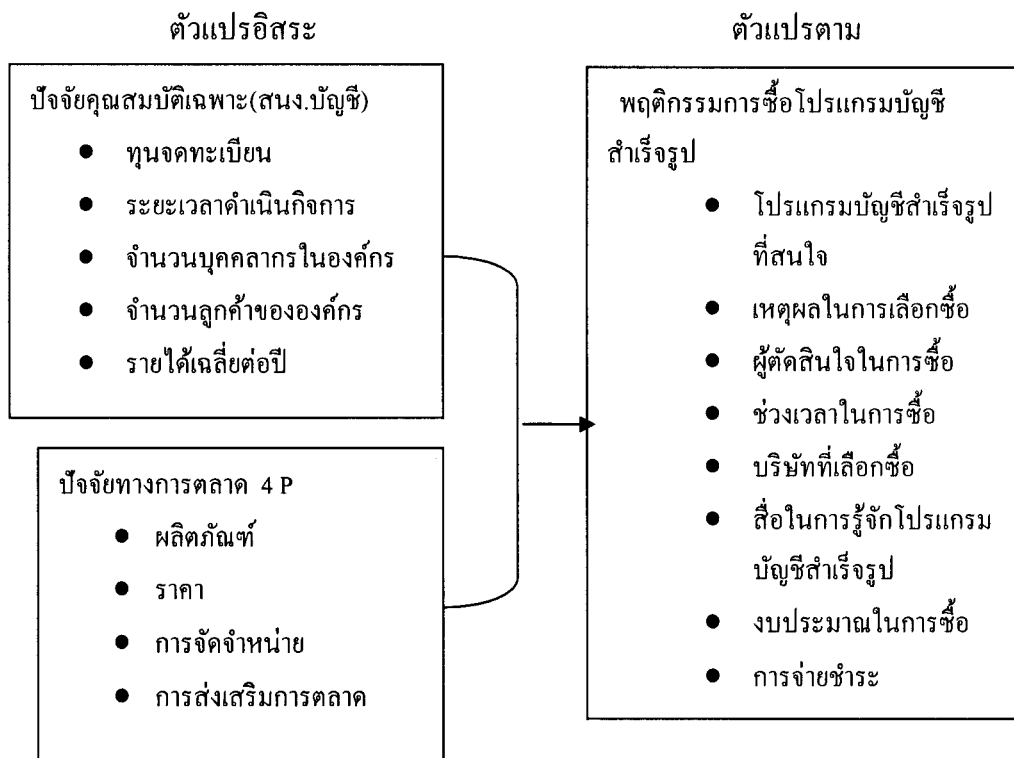 ตัวแปรอิสระ
ปัจจัยคุณสมบัติเฉพาะ(สนง.บัญชี)
● ทุนจดทะเบียน
● ระยะเวลาดำเนินกิจการ
● จำนวนบุคคลากรในองค์กร
● จำนวนลูกค้าขององค์กร
● รายได้เฉลี่ยต่อปี
ปัจจัยทางการตลาด 4 P
● ผลิตภัณฑ์
● ราคา
● การจัดจำหน่าย
● การส่งเสริมการตลาด
ตัวแปรตาม
พฤติกรรมการซื้อโปรแกรมบัญชี
สำเร็จรูป
● โปรแกรมบัญชีสำเร็จรูป
ที่สนใจ
● เหตุผลในการเลือกซื้อ
● ผู้ตัดสินใจในการซื้อ
● ช่วงเวลาในการซื้อ
● บริษัทที่เลือกซื้อ
● สื่อในการรู้จักโปรแกรม
บัญชีสำเร็จรูป
● งบประมาณในการซื้อ
● การจ่ายชำระ